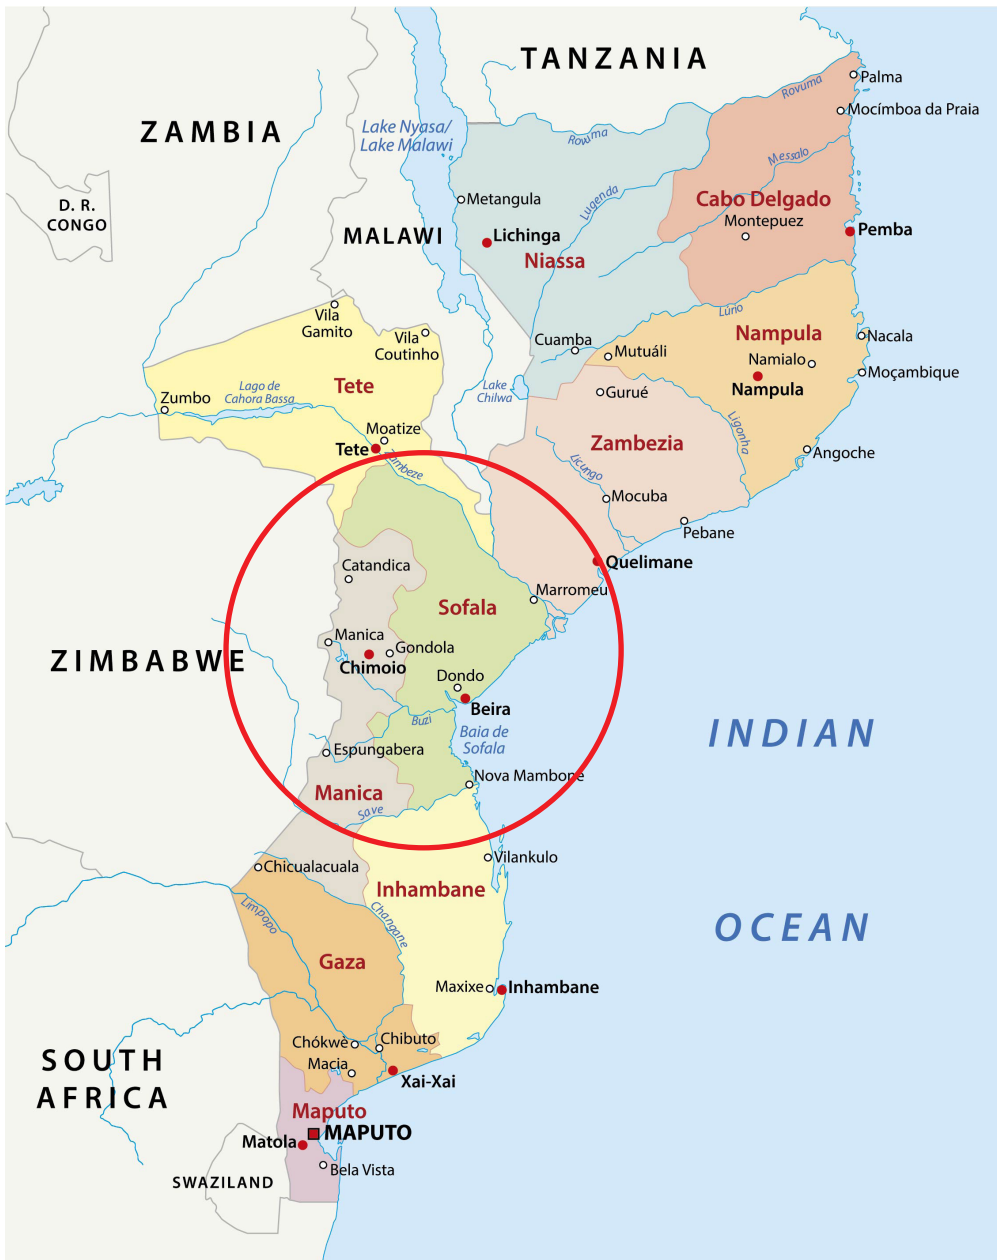 TANZANIA
Palma
Rovuma
Mocímboa da Praia
ZAMBIA
Lake Nyasa/
Lake Malawi
Rovuma
Messalo
D. R.
CONGO
Metangula
Lugenda
Cabo Delgado
Montepuez
MALAWI
Lichinga
Pemba
Niassa
Vila
Gamito
Lúrio
Vila
Coutinho
Cuamba
Mutuáli
Nampula
Nacala
Namialo
Moçambique
Nampula
Tete
Lago de
Cahora Bassa
Lake
Chilwa
Gurué
Zumbo
Moatize
Ligonha
Tete
Zambezia
Angoche
Zambeze
Licungo
Mocuba
Pebane
Catandica
Quelimane
Marromeu
Sofala
Manica
Gondola
ZIMBABWE
Chimoio
Dondo
Beira
Buzi
Baia de
Sofala
INDIAN
Espungabera
Nova Mambone
Manica
Save
Vilankulo
Chicualacuala
Inhambane
Limpopo
Changane
OCEAN
Gaza
Maxixe
Inhambane
Chókwè
Chibuto
SOUTH
AFRICA
Macia
Xai-Xai
Maputo
MAPUTO
Matola
Bela Vista
SWAZILAND